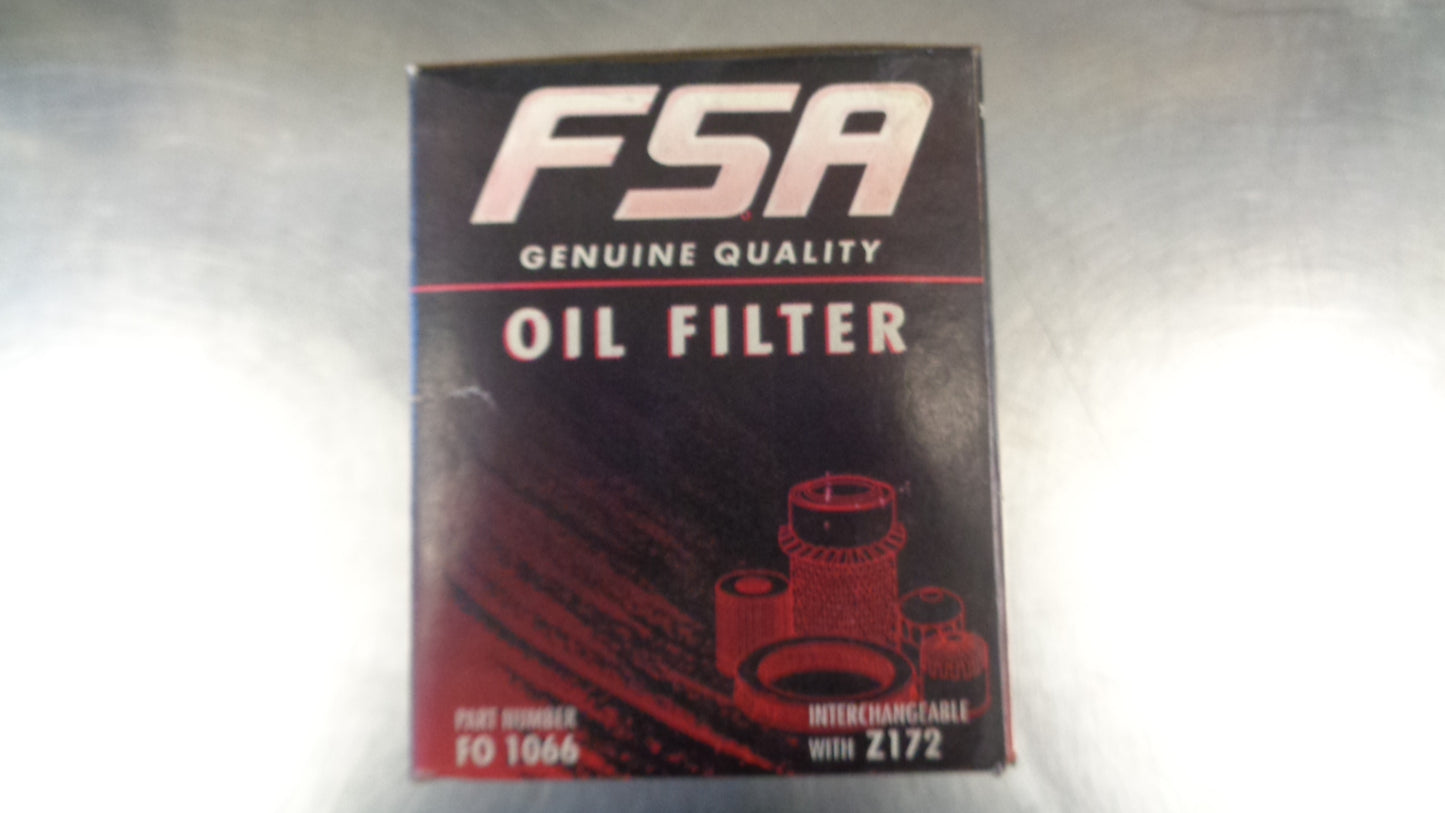 FSA
GENUINE QUALITY
OIL FILTER
PART NUMBER
FO 1066
INTERCHANGEABLE
WITH Z172